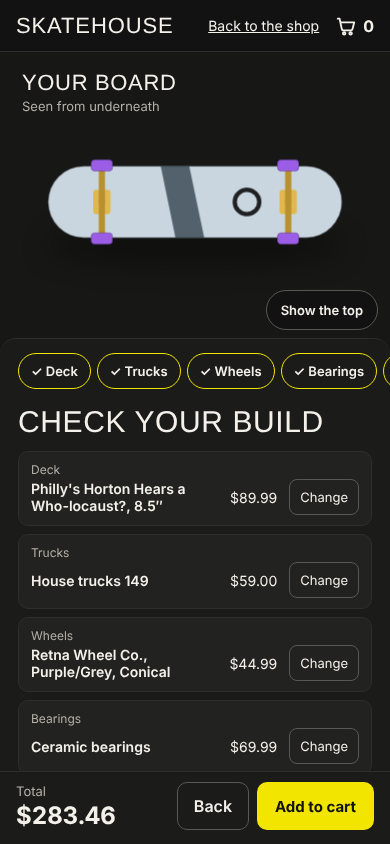 SKATEHOUSE
Back to the shop
0
YOUR BOARD
Seen from underneath
Show the top
✓ Deck
✓ Trucks
✓ Wheels
✓ Bearings
CHECK YOUR BUILD
Deck
Philly's Horton Hears a
Who-locaust?, 8.5″
$89.99
Change
Trucks
House trucks 149
$59.00
Change
Wheels
Retna Wheel Co.,
Purple/Grey, Conical
$44.99
Change
Bearings
Ceramic bearings
$69.99
Change
Total
$283.46
Back
Add to cart